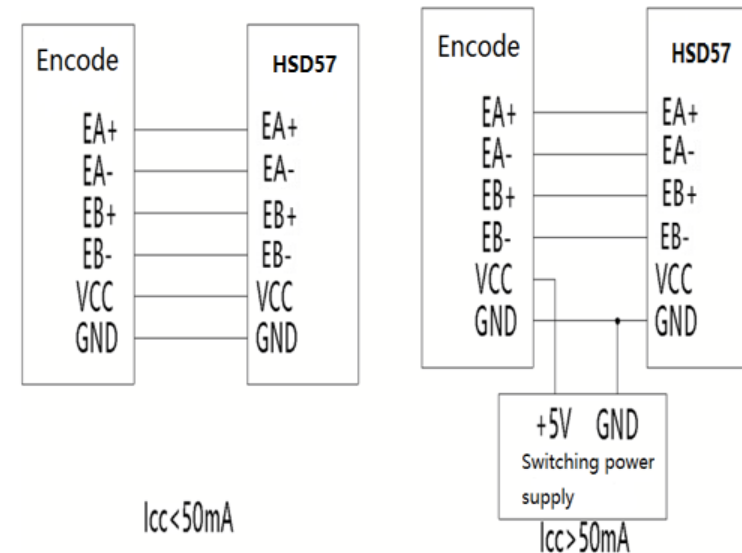 Encode
EA+
EA-
EB+
EB-
VCC
GND
HSD57
EA+
EA-
EB+
EB-
VCC
GND
Icc<50mA
Encode
EA+
EA-
EB+
EB-
VCC
GND
HSD57
EA+
EA-
EB+
EB-
VCC
GND
+5V GND
Switching power
supply
Icc>50mA